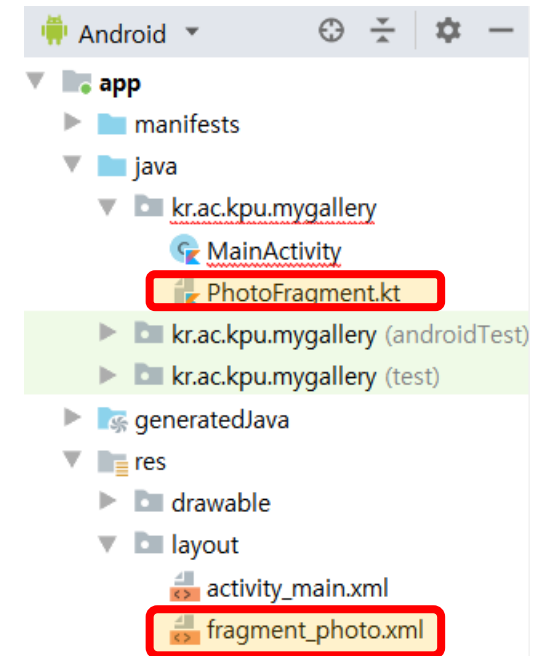 Android
app
manifests
java
kr.ac.kpu.mygallery
MainActivity
PhotoFragment.kt
kr.ac.kpu.mygallery (androidTest)
kr.ac.kpu.mygallery (test)
generatedJava
res
drawable
layout
activity_main.xml
fragment_photo.xml